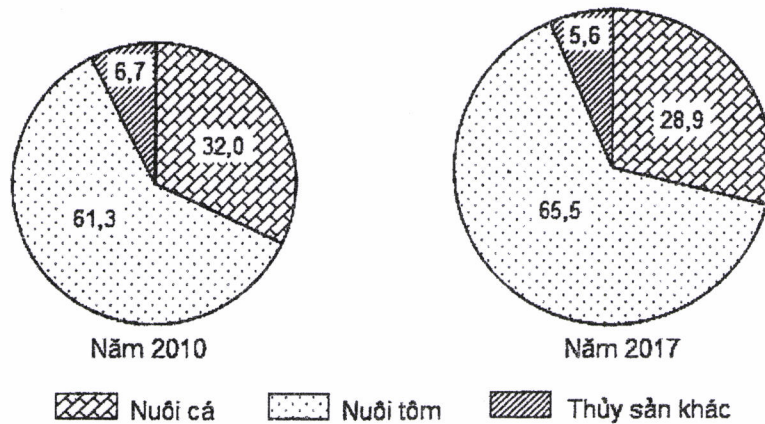 6,7
32,0
61,3
Năm 2010
5,6
28,9
65,5
Năm 2017
Nuôi cá Nuôi tôm Thủy sản khác